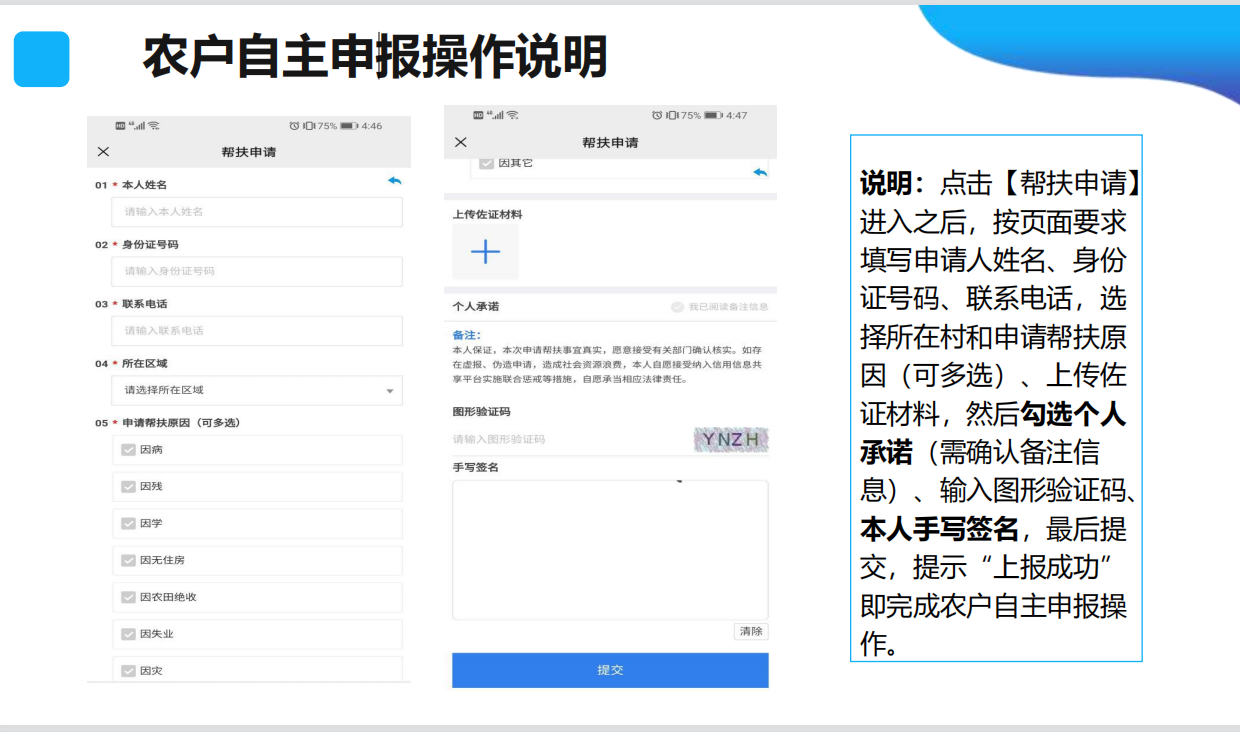 农户自主申报操作说明
HD 4G 75% 4:46
帮扶申请
01 * 本人姓名
请输入本人姓名
02 * 身份证号码
请输入身份证号码
03 * 联系电话
请输入联系电话
04 * 所在区域
请选择所在区域
05 * 申请帮扶原因（可多选）
因病
因残
因学
因无住房
因农田绝收
因失业
因灾
HD 4G 75% 4:47
帮扶申请
因其它
上传佐证材料
个人承诺 我已阅读备注信息
备注：
本人保证，本次申请帮扶事宜真实，愿意接受有关部门确认核实。如存
在虚报、伪造申请，造成社会资源浪费，本人自愿接受纳入信用信息共
享平台实施联合惩戒等措施，自愿承当相应法律责任。
图形验证码
请输入图形验证码 YNZH
手写签名
清除
提交
说明：点击【帮扶申请】
进入之后，按页面要求
填写申请人姓名、身份
证号码、联系电话，选
择所在村和申请帮扶原
因（可多选）、上传佐
证材料，然后勾选个人
承诺（需确认备注信
息）、输入图形验证码、
本人手写签名，最后提
交，提示“上报成功”
即完成农户自主申报操
作。